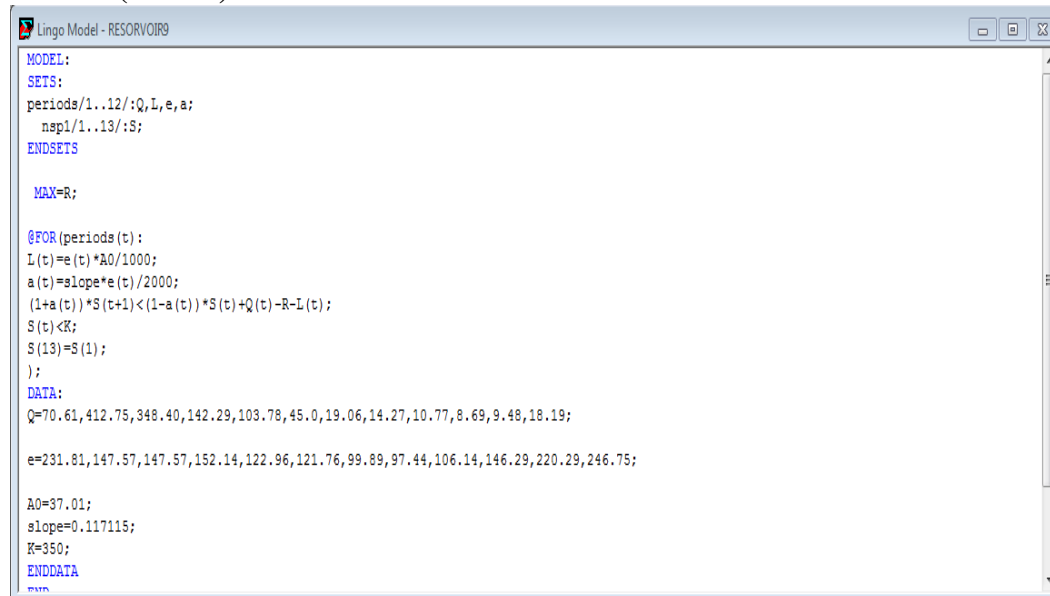 Lingo Model - RESORVOIR9
MODEL:
SETS:
periods/1..12/:Q,L,e,a;
nsp1/1..13/:S;
ENDSETS
MAX=R;
@FOR(periods(t):
L(t)=e(t)*A0/1000;
a(t)=slope*e(t)/2000;
(1+a(t))*S(t+1)<(1-a(t))*S(t)+Q(t)-R-L(t);
S(t)<K;
S(13)=S(1);
);
DATA:
Q=70.61,412.75,348.40,142.29,103.78,45.0,19.06,14.27,10.77,8.69,9.48,18.19;
e=231.81,147.57,147.57,152.14,122.96,121.76,99.89,97.44,106.14,146.29,220.29,246.75;
A0=37.01;
slope=0.117115;
K=350;
ENDDATA
END